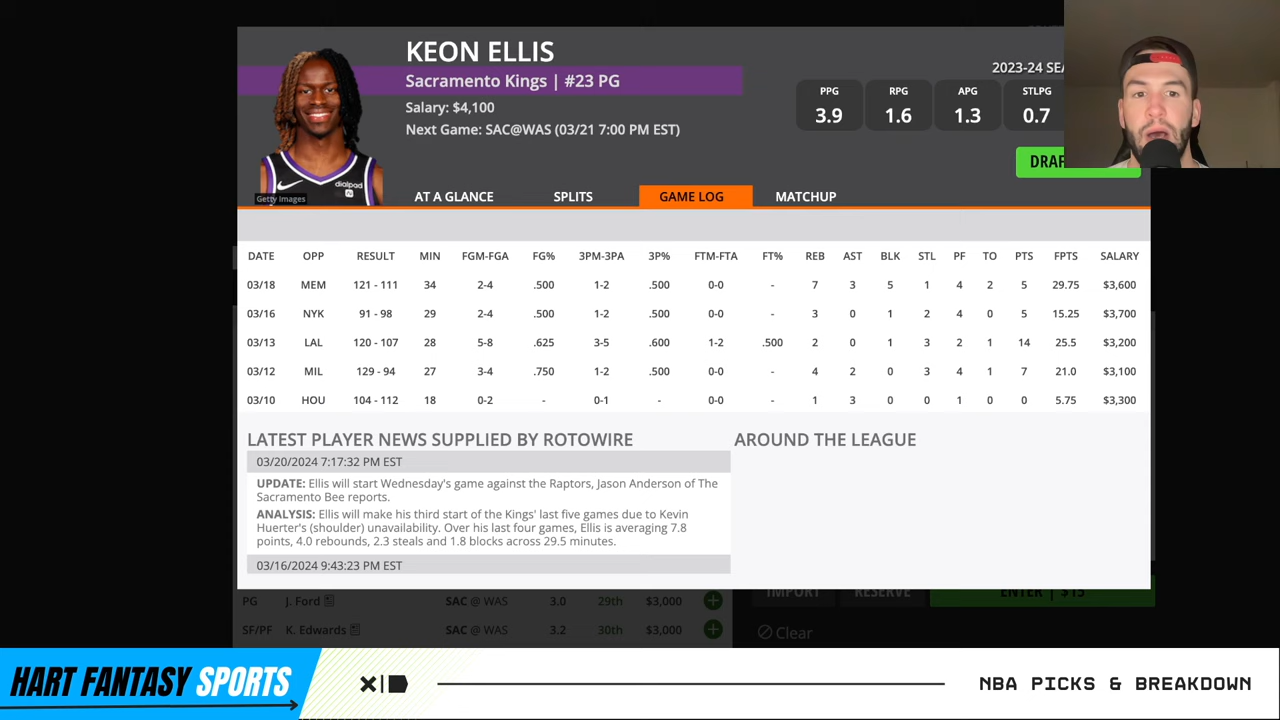 KEON ELLIS
Sacramento Kings | #23 PG
Salary: $4,100
Next Game: SAC@WAS (03/21 7:00 PM EST)
2023-24 SEA
PPG RPG APG STLPG
3.9 1.6 1.3 0.7
DRAF
dialpad
Getty Images
AT A GLANCE SPLITS GAME LOG MATCHUP
DATE OPP RESULT MIN FGM-FGA FG% 3PM-3PA 3P% FTM-FTA FT% REB AST BLK STL PF TO PTS FPTS SALARY
03/18 MEM 121 - 111 34 2-4 .500 1-2 .500 0-0 - 7 3 5 1 4 2 5 29.75 $3,600
03/16 NYK 91 - 98 29 2-4 .500 1-2 .500 0-0 - 3 0 1 2 4 0 5 15.25 $3,700
03/13 LAL 120 - 107 28 5-8 .625 3-5 .600 1-2 .500 2 0 1 3 2 1 14 25.5 $3,200
03/12 MIL 129 - 94 27 3-4 .750 1-2 .500 0-0 - 4 2 0 3 4 1 7 21.0 $3,100
03/10 HOU 104 - 112 18 0-2 - 0-1 - 0-0 - 1 3 0 0 1 0 0 5.75 $3,300
LATEST PLAYER NEWS SUPPLIED BY ROTOWIRE
AROUND THE LEAGUE
03/20/2024 7:17:32 PM EST
UPDATE: Ellis will start Wednesday's game against the Raptors, Jason Anderson of The
Sacramento Bee reports.
ANALYSIS: Ellis will make his third start of the Kings' last five games due to Kevin
Huerter's (shoulder) unavailability. Over his last four games, Ellis is averaging 7.8
points, 4.0 rebounds, 2.3 steals and 1.8 blocks across 29.5 minutes.
03/16/2024 9:43:23 PM EST
PG J. Ford SAC @ WAS 3.0 29th $3,000
SF/PF K. Edwards SAC @ WAS 3.2 30th $3,000
IMPORT RESERVE ENTER | $15
Clear
HART FANTASY SPORTS
NBA PICKS & BREAKDOWN